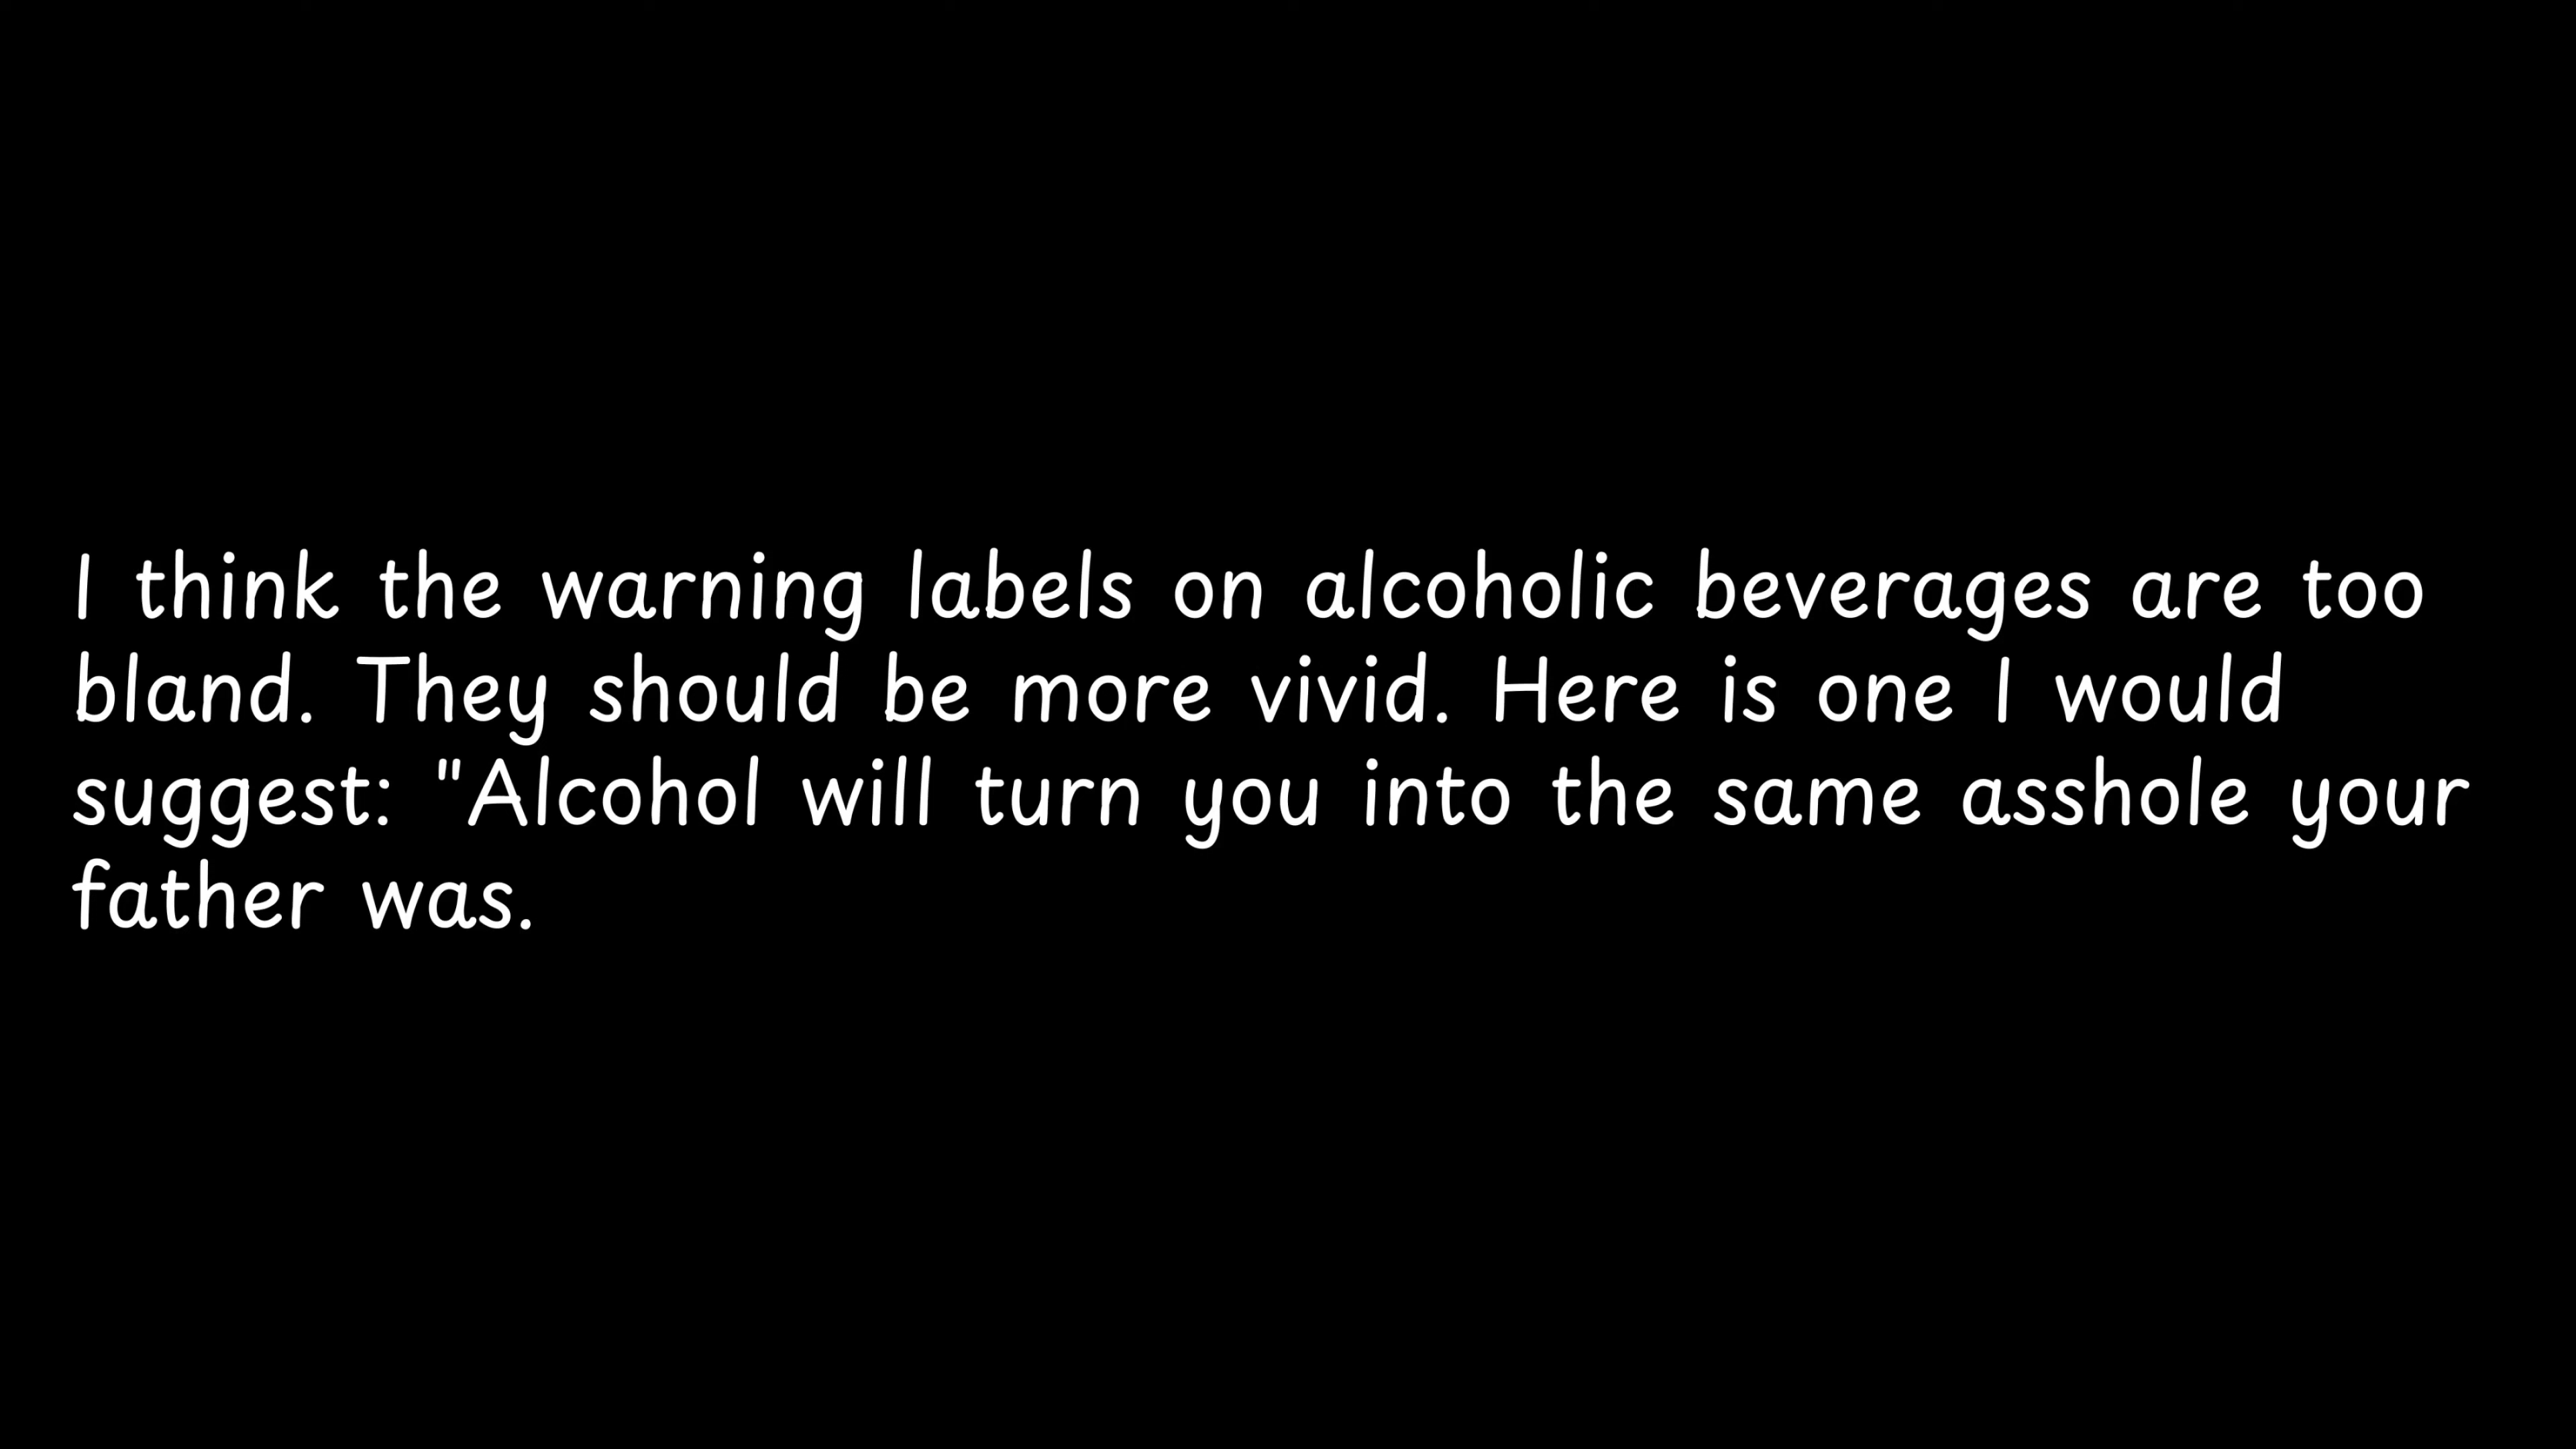 I think the warning labels on alcoholic beverages are too
bland. They should be more vivid. Here is one I would
suggest: "Alcohol will turn you into the same asshole your
father was.